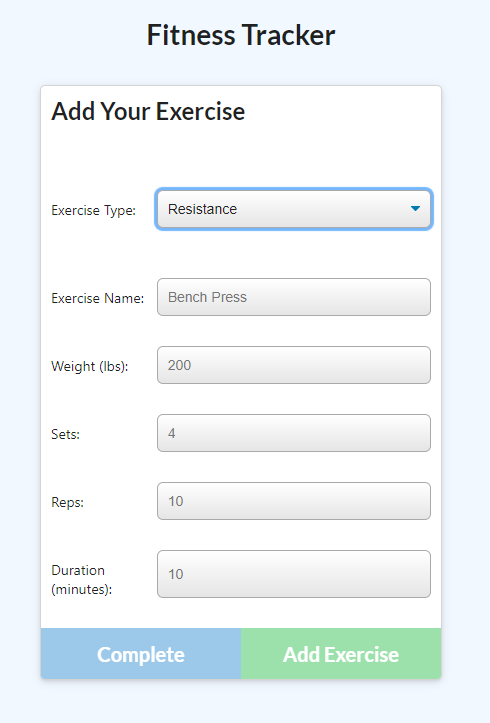 Fitness Tracker
Add Your Exercise
Exercise Type: Resistance
Exercise Name: Bench Press
Weight (lbs): 200
Sets: 4
Reps: 10
Duration
(minutes): 10
Complete Add Exercise